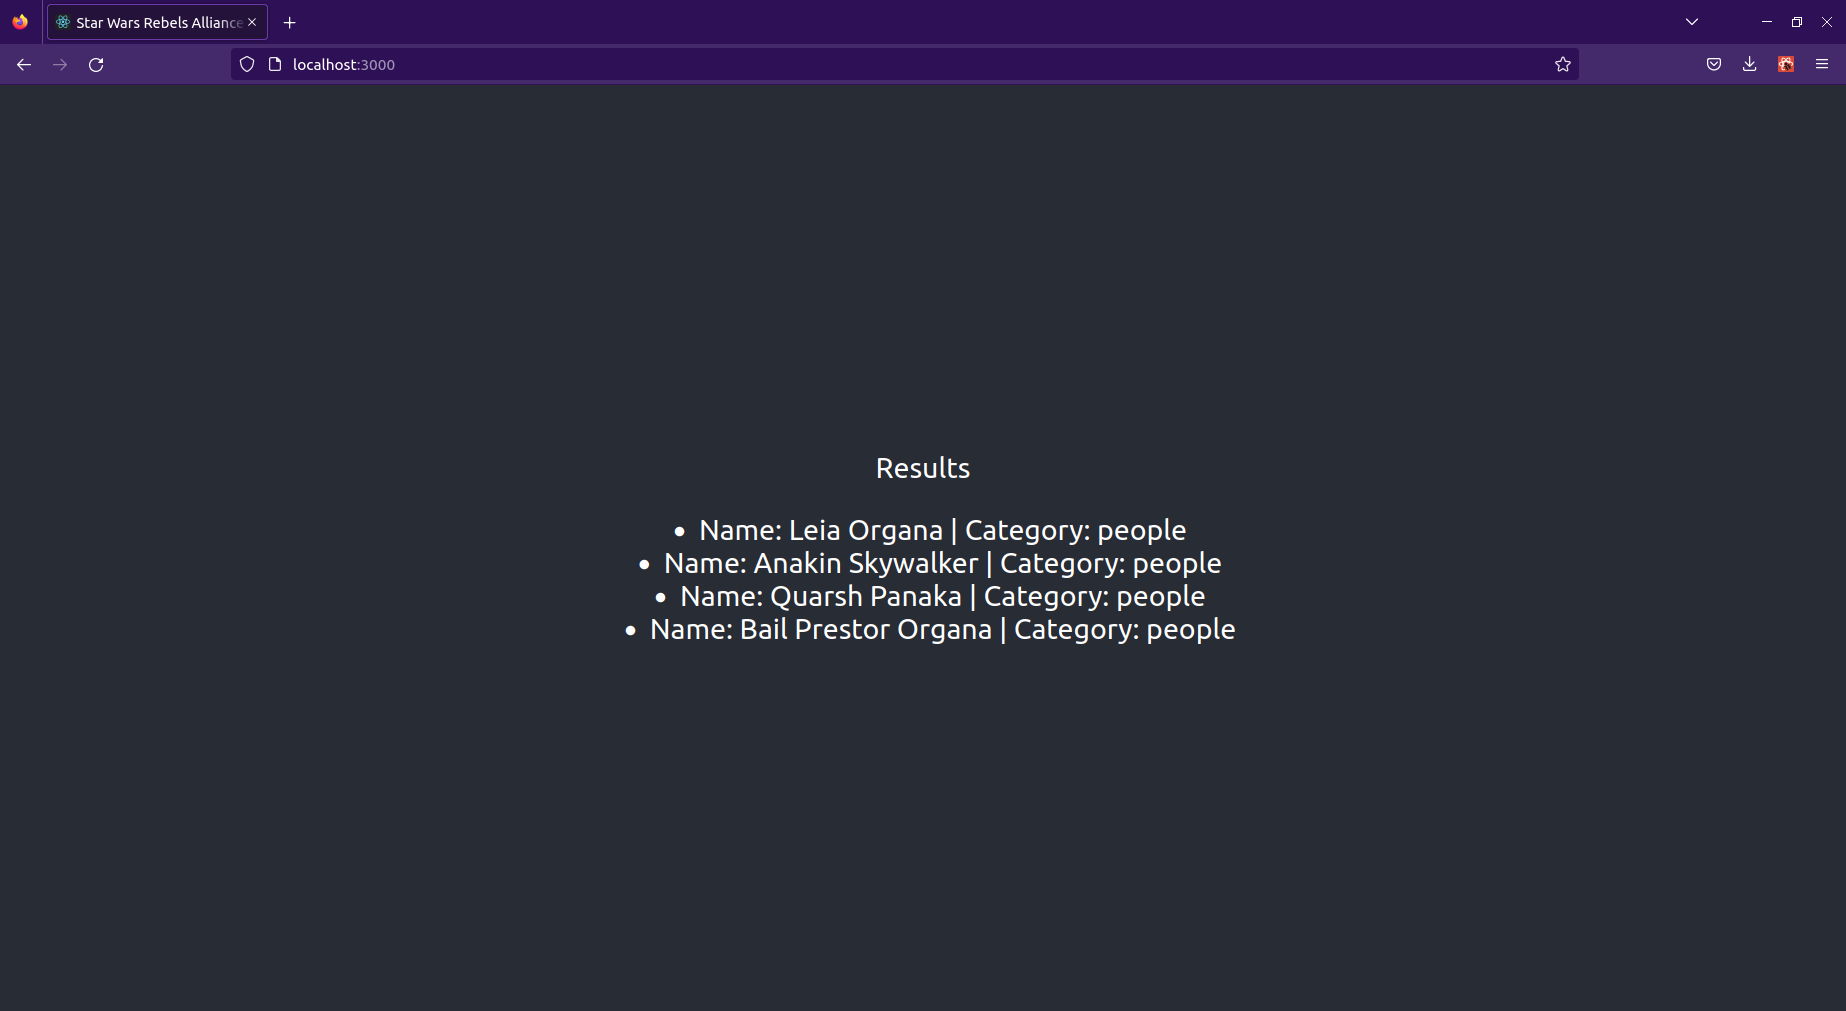 Star Wars Rebels Alliance
localhost:3000
Results
• Name: Leia Organa | Category: people
• Name: Anakin Skywalker | Category: people
• Name: Quarsh Panaka | Category: people
• Name: Bail Prestor Organa | Category: people